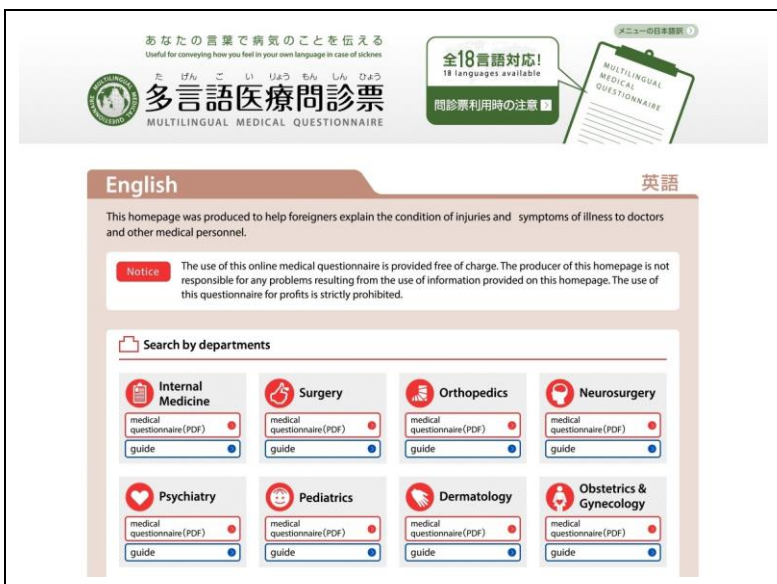 メニューの日本語訳
あなたの言葉で病気のことを伝える
Useful for conveying how you feel in your own language in case of sicknes
た げん ご い りょう もん しん ひょう
多言語医療問診票
MULTILINGUAL MEDICAL QUESTIONNAIRE
MULTILINGUAL MEDICAL QUESTIONNAIRE
全18言語対応!
18 languages available
問診票利用時の注意
MULTILINGUAL
MEDICAL
QUESTIONNAIRE
English
英語
This homepage was produced to help foreigners explain the condition of injuries and symptoms of illness to doctors
and other medical personnel.
Notice
The use of this online medical questionnaire is provided free of charge. The producer of this homepage is not
responsible for any problems resulting from the use of information provided on this homepage. The use of
this questionnaire for profits is strictly prohibited.
Search by departments
Internal
Medicine
medical
questionnaire(PDF)
guide
Surgery
medical
questionnaire(PDF)
guide
Orthopedics
medical
questionnaire(PDF)
guide
Neurosurgery
medical
questionnaire(PDF)
guide
Psychiatry
medical
questionnaire(PDF)
guide
Pediatrics
medical
questionnaire(PDF)
guide
Dermatology
medical
questionnaire(PDF)
guide
Obstetrics &
Gynecology
medical
questionnaire(PDF)
guide